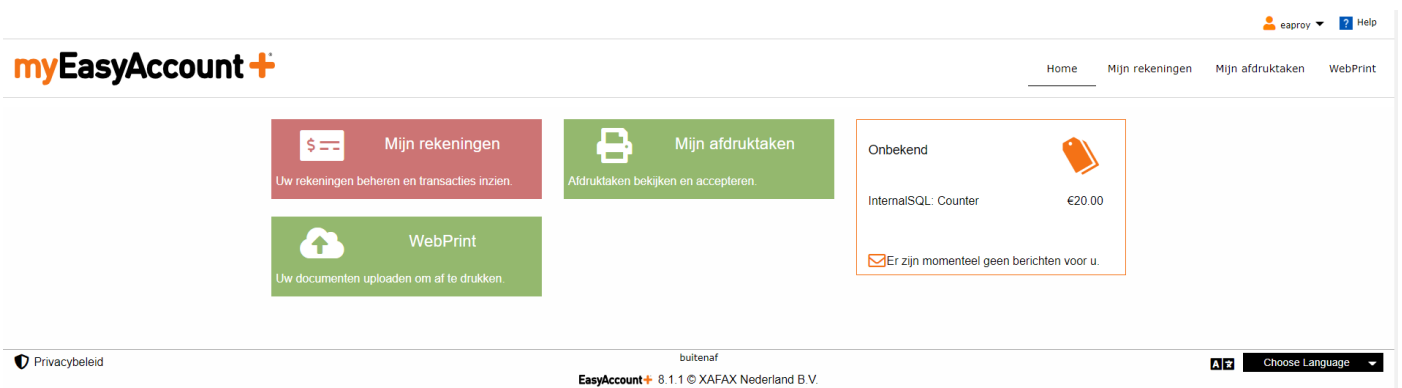 eaproy
? Help
myEasyAccount+
Home Mijn rekeningen Mijn afdruktaken WebPrint
$ Mijn rekeningen
Uw rekeningen beheren en transacties inzien.
Mijn afdruktaken
Afdruktaken bekijken en accepteren.
WebPrint
Uw documenten uploaden om af te drukken.
Onbekend
InternalSQL: Counter €20.00
Er zijn momenteel geen berichten voor u.
Privacybeleid
buitenaf
EasyAccount+ 8.1.1 © XAFAX Nederland B.V.
A Choose Language